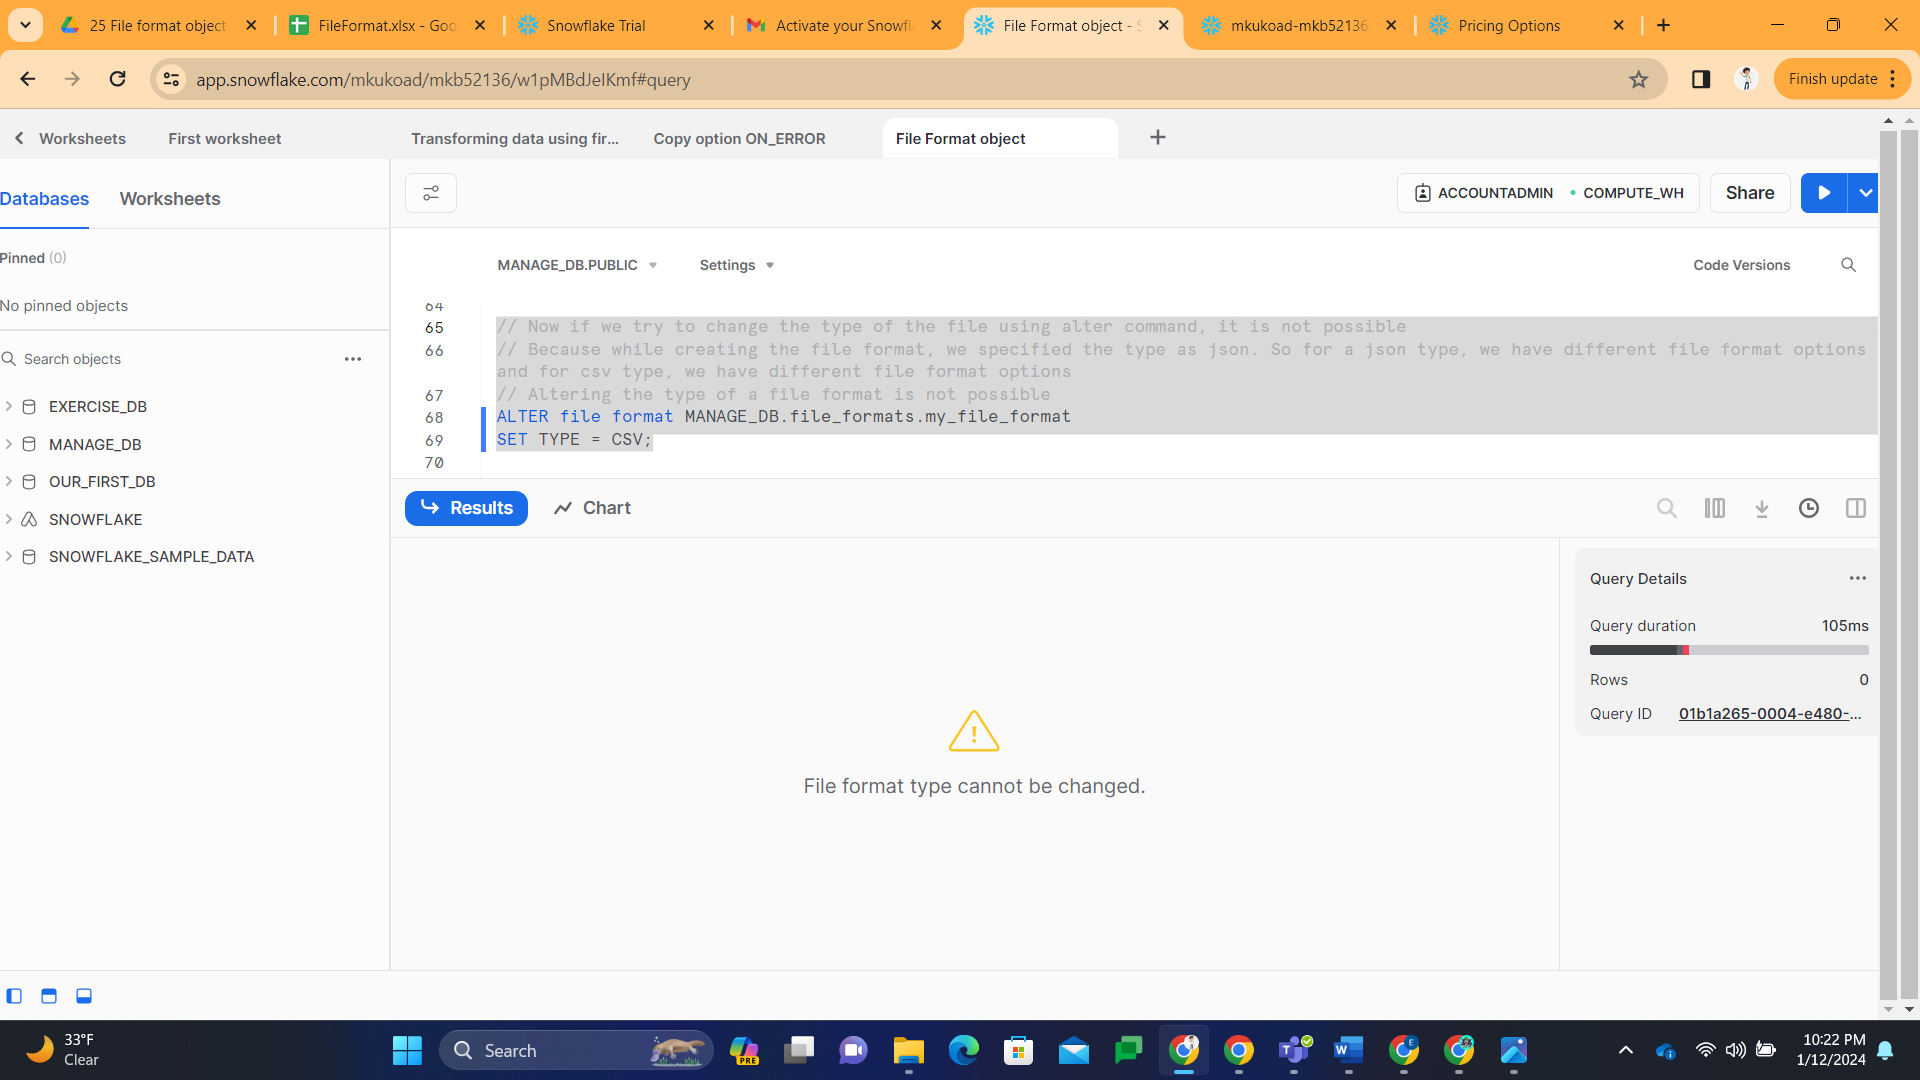 25 File format object
FileFormat.xlsx - Goo
Snowflake Trial
Activate your Snowfl
File Format object - S
mkukoad-mkb52136
Pricing Options
app.snowflake.com/mkukoad/mkb52136/w1pMBdJeIKmf#query
Finish update
Worksheets
First worksheet
Transforming data using fir...
Copy option ON_ERROR
File Format object
Databases
Worksheets
ACCOUNTADMIN
COMPUTE_WH
Share
Pinned (0)
No pinned objects
MANAGE_DB.PUBLIC
Settings
Code Versions
Search objects
EXERCISE_DB
MANAGE_DB
OUR_FIRST_DB
SNOWFLAKE
SNOWFLAKE_SAMPLE_DATA
64
65 // Now if we try to change the type of the file using alter command, it is not possible
66 // Because while creating the file format, we specified the type as json. So for a json type, we have different file format options
and for csv type, we have different file format options
67 // Altering the type of a file format is not possible
68 ALTER file format MANAGE_DB.file_formats.my_file_format
69 SET TYPE = CSV;
70
Results
Chart
File format type cannot be changed.
Query Details
Query duration 105ms
Rows 0
Query ID 01b1a265-0004-e480-...
33°F
Clear
Search
PRE
10:22 PM
1/12/2024